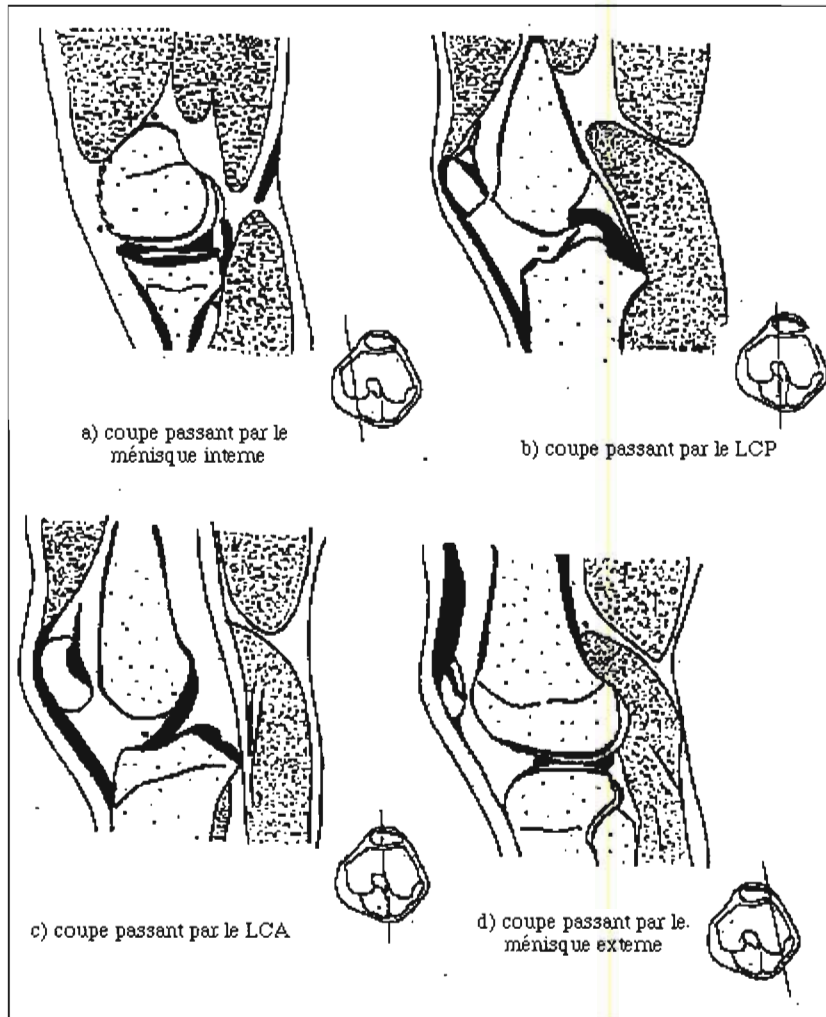 a) coupe passant par le
ménisque interne
b) coupe passant par le LCP
c) coupe passant par le LCA
d) coupe passant par le.
ménisque externe